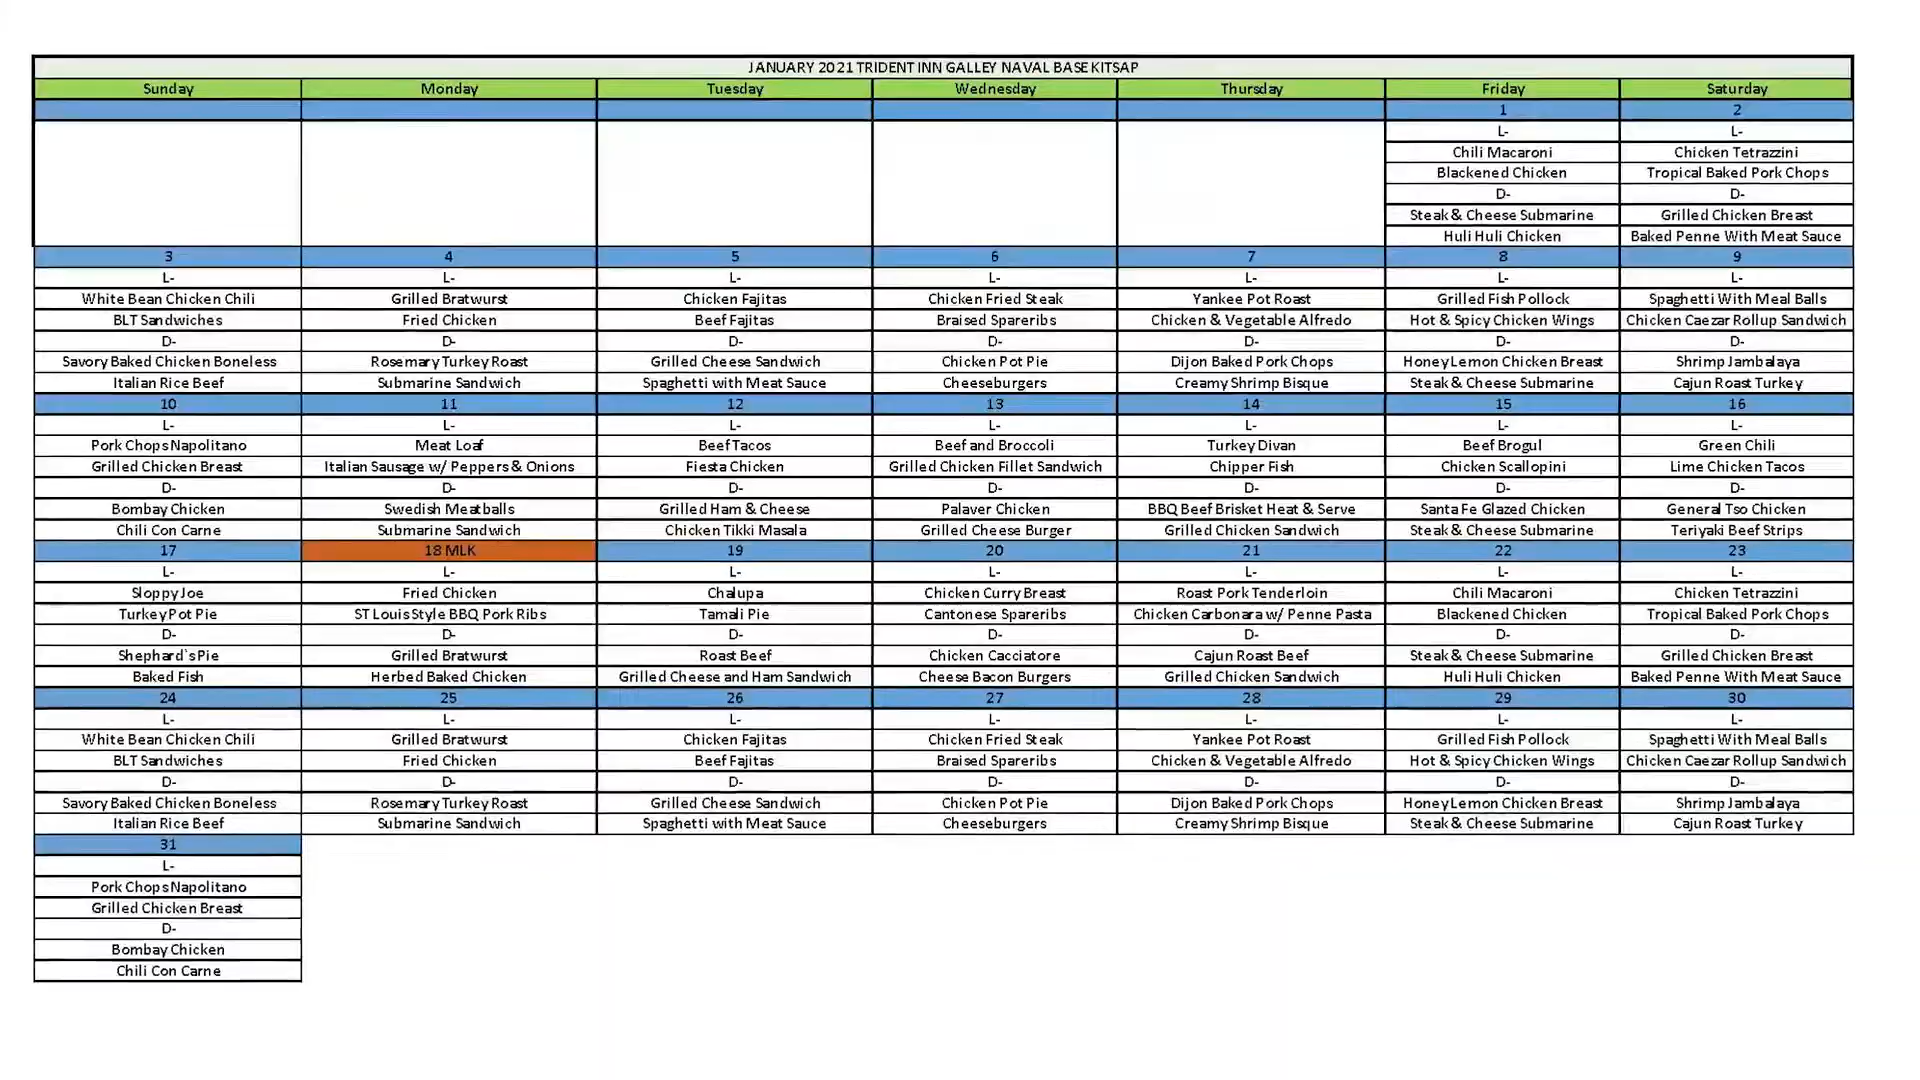 JANUARY 2021 TRIDENT INN GALLEY NAVAL BASE KITSAP
Sunday Monday Tuesday Wednesday Thursday Friday Saturday
1 2
L- L-
Chili Macaroni Chicken Tetrazzini
Blackened Chicken Tropical Baked Pork Chops
D- D-
Steak & Cheese Submarine Grilled Chicken Breast
Huli Huli Chicken Baked Penne With Meat Sauce
3 4 5 6 7 8 9
L- L- L- L- L- L- L-
White Bean Chicken Chili Grilled Bratwurst Chicken Fajitas Chicken Fried Steak Yankee Pot Roast Grilled Fish Pollock Spaghetti With Meal Balls
BLT Sandwiches Fried Chicken Beef Fajitas Braised Spareribs Chicken & Vegetable Alfredo Hot & Spicy Chicken Wings Chicken Caezar Rollup Sandwich
D- D- D- D- D- D- D-
Savory Baked Chicken Boneless Rosemary Turkey Roast Grilled Cheese Sandwich Chicken Pot Pie Dijon Baked Pork Chops Honey Lemon Chicken Breast Shrimp Jambalaya
Italian Rice Beef Submarine Sandwich Spaghetti with Meat Sauce Cheeseburgers Creamy Shrimp Bisque Steak & Cheese Submarine Cajun Roast Turkey
10 11 12 13 14 15 16
L- L- L- L- L- L- L-
Pork Chops Napolitano Meat Loaf Beef Tacos Beef and Broccoli Turkey Divan Beef Brogul Green Chili
Grilled Chicken Breast Italian Sausage w/ Peppers & Onions Fiesta Chicken Grilled Chicken Fillet Sandwich Chipper Fish Chicken Scallopini Lime Chicken Tacos
D- D- D- D- D- D- D-
Bombay Chicken Swedish Meatballs Grilled Ham & Cheese Palaver Chicken BBQ Beef Brisket Heat & Serve Santa Fe Glazed Chicken General Tso Chicken
Chili Con Carne Submarine Sandwich Chicken Tikki Masala Grilled Cheese Burger Grilled Chicken Sandwich Steak & Cheese Submarine Teriyaki Beef Strips
17 18 MLK 19 20 21 22 23
L- L- L- L- L- L- L-
Sloppy Joe Fried Chicken Chalupa Chicken Curry Breast Roast Pork Tenderloin Chili Macaroni Chicken Tetrazzini
Turkey Pot Pie ST Louis Style BBQ Pork Ribs Tamali Pie Cantonese Spareribs Chicken Carbonara w/ Penne Pasta Blackened Chicken Tropical Baked Pork Chops
D- D- D- D- D- D- D-
Shephard`s Pie Grilled Bratwurst Roast Beef Chicken Cacciatore Cajun Roast Beef Steak & Cheese Submarine Grilled Chicken Breast
Baked Fish Herbed Baked Chicken Grilled Cheese and Ham Sandwich Cheese Bacon Burgers Grilled Chicken Sandwich Huli Huli Chicken Baked Penne With Meat Sauce
24 25 26 27 28 29 30
L- L- L- L- L- L- L-
White Bean Chicken Chili Grilled Bratwurst Chicken Fajitas Chicken Fried Steak Yankee Pot Roast Grilled Fish Pollock Spaghetti With Meal Balls
BLT Sandwiches Fried Chicken Beef Fajitas Braised Spareribs Chicken & Vegetable Alfredo Hot & Spicy Chicken Wings Chicken Caezar Rollup Sandwich
D- D- D- D- D- D- D-
Savory Baked Chicken Boneless Rosemary Turkey Roast Grilled Cheese Sandwich Chicken Pot Pie Dijon Baked Pork Chops Honey Lemon Chicken Breast Shrimp Jambalaya
Italian Rice Beef Submarine Sandwich Spaghetti with Meat Sauce Cheeseburgers Creamy Shrimp Bisque Steak & Cheese Submarine Cajun Roast Turkey
31
L-
Pork Chops Napolitano
Grilled Chicken Breast
D-
Bombay Chicken
Chili Con Carne